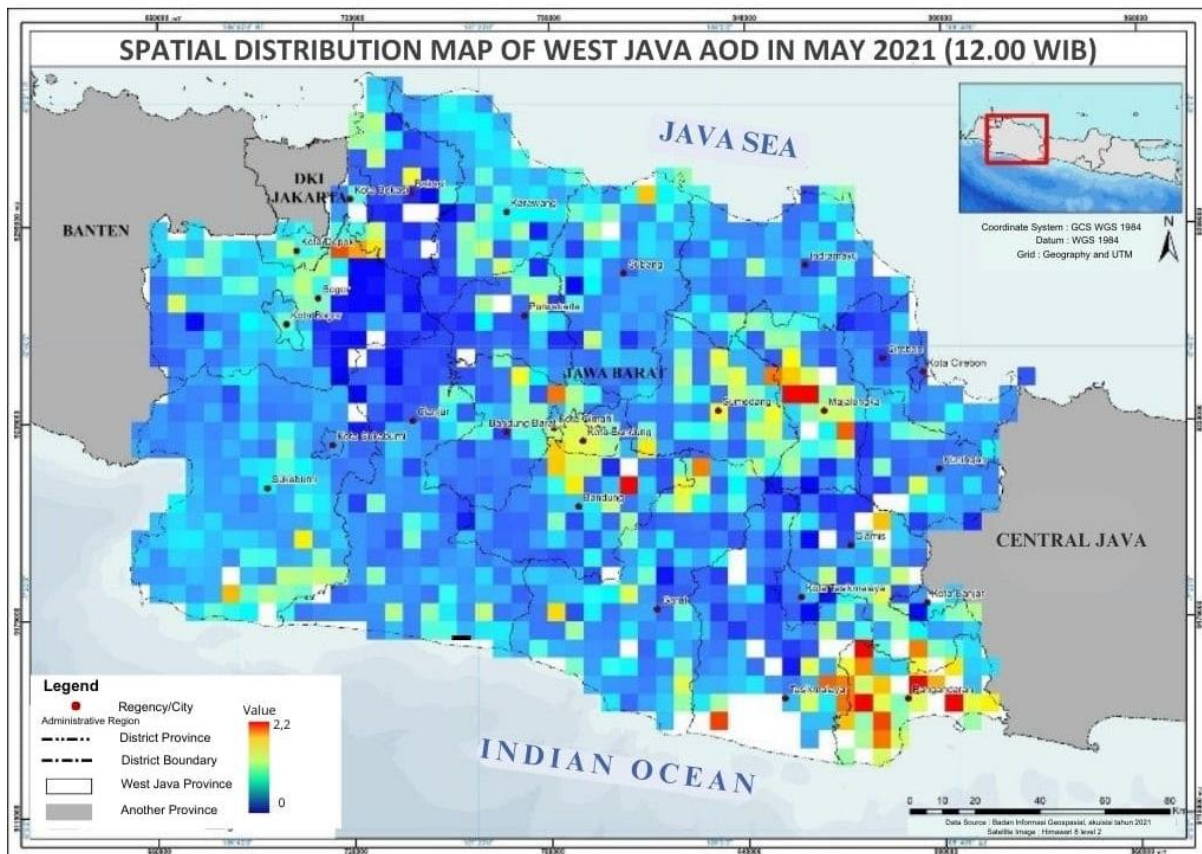 SPATIAL DISTRIBUTION MAP OF WEST JAVA AOD IN MAY 2021 (12.00 WIB)
JAVA SEA
DKI
JAKARTA
BANTEN
Kota Bekasi
Bekasi
Karawang
Kota Depok
Bogor
Kota Bogor
Subang
Indramayu
Purwakarta
JAWA BARAT
Cirebon
Kota Cirebon
Sumedang
Majalengka
Cianjur
Kota Sukabumi
Bandung Barat
Kota Cimahi
Kota Bandung
Kuningan
Sukabumi
Bandung
Ciamis
CENTRAL JAVA
Garut
Kota Tasikmalaya
Kota Banjar
Tasikmalaya
Pangandaran
INDIAN OCEAN
N
Coordinate System : GCS WGS 1984
Datum : WGS 1984
Grid : Geography and UTM
Legend
Regency/City
Administrative Region
District Province
District Boundary
West Java Province
Another Province
Value
2,2
0
0 10 20 40 60 80
Data Source : Badan Informasi Geospasial, akuisisi tahun 2021
Satellite Image : Himawari 8 level 2